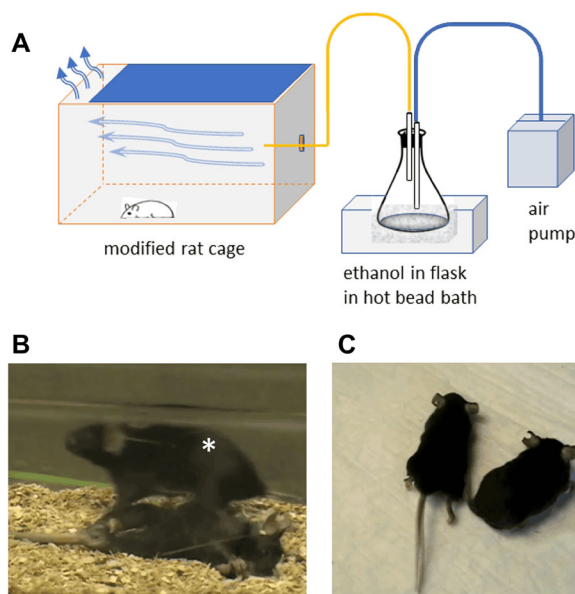 A
modified rat cage
ethanol in flask
in hot bead bath
air
pump
B
*
C